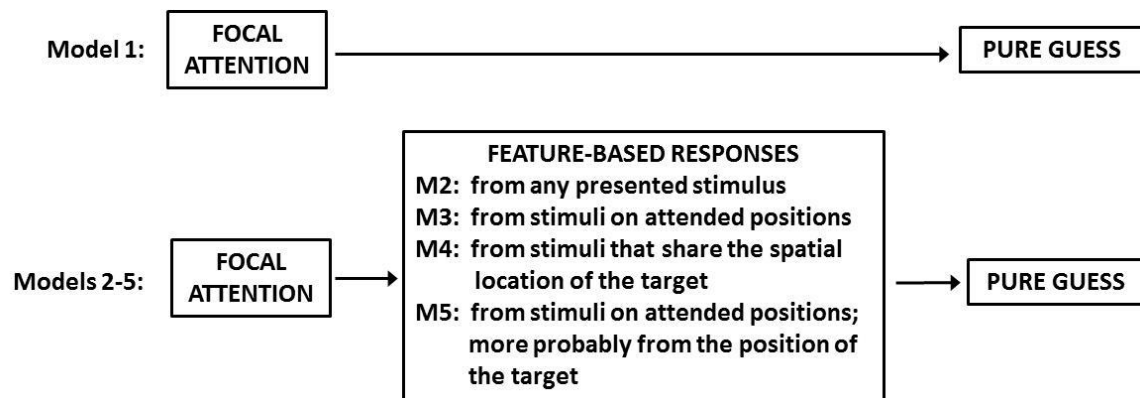 Model 1:
FOCAL
ATTENTION
PURE GUESS
Models 2-5:
FOCAL
ATTENTION
FEATURE-BASED RESPONSES
M2: from any presented stimulus
M3: from stimuli on attended positions
M4: from stimuli that share the spatial
location of the target
M5: from stimuli on attended positions;
more probably from the position of
the target
PURE GUESS